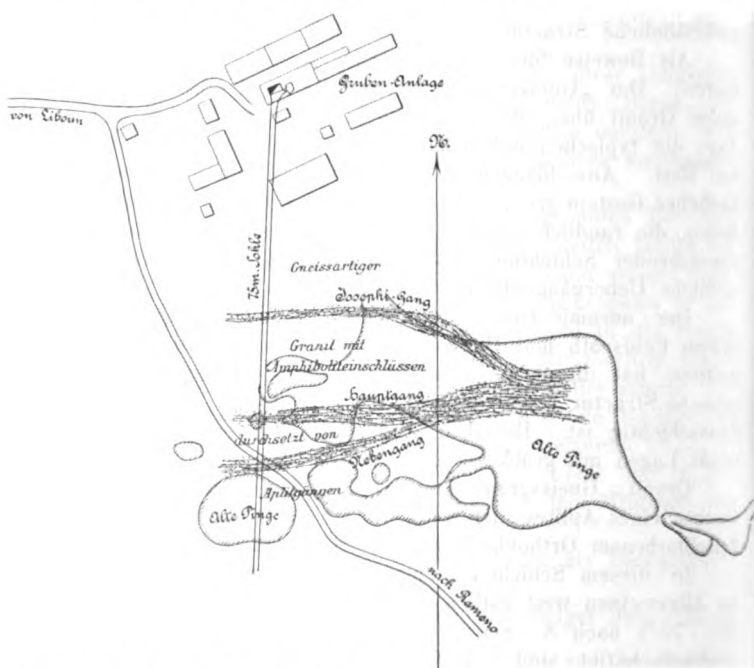 Gruben-Anlage
von Liboun
N.
75m. Sohle
Gneissartiger
Josephi-Gang
Granit mit
Amphiboliteinschlüssen
Hauptgang
durchsetzt von
Nebengang
Alte Pinge
Aplitgängen
Alte Pinge
nach Ramena